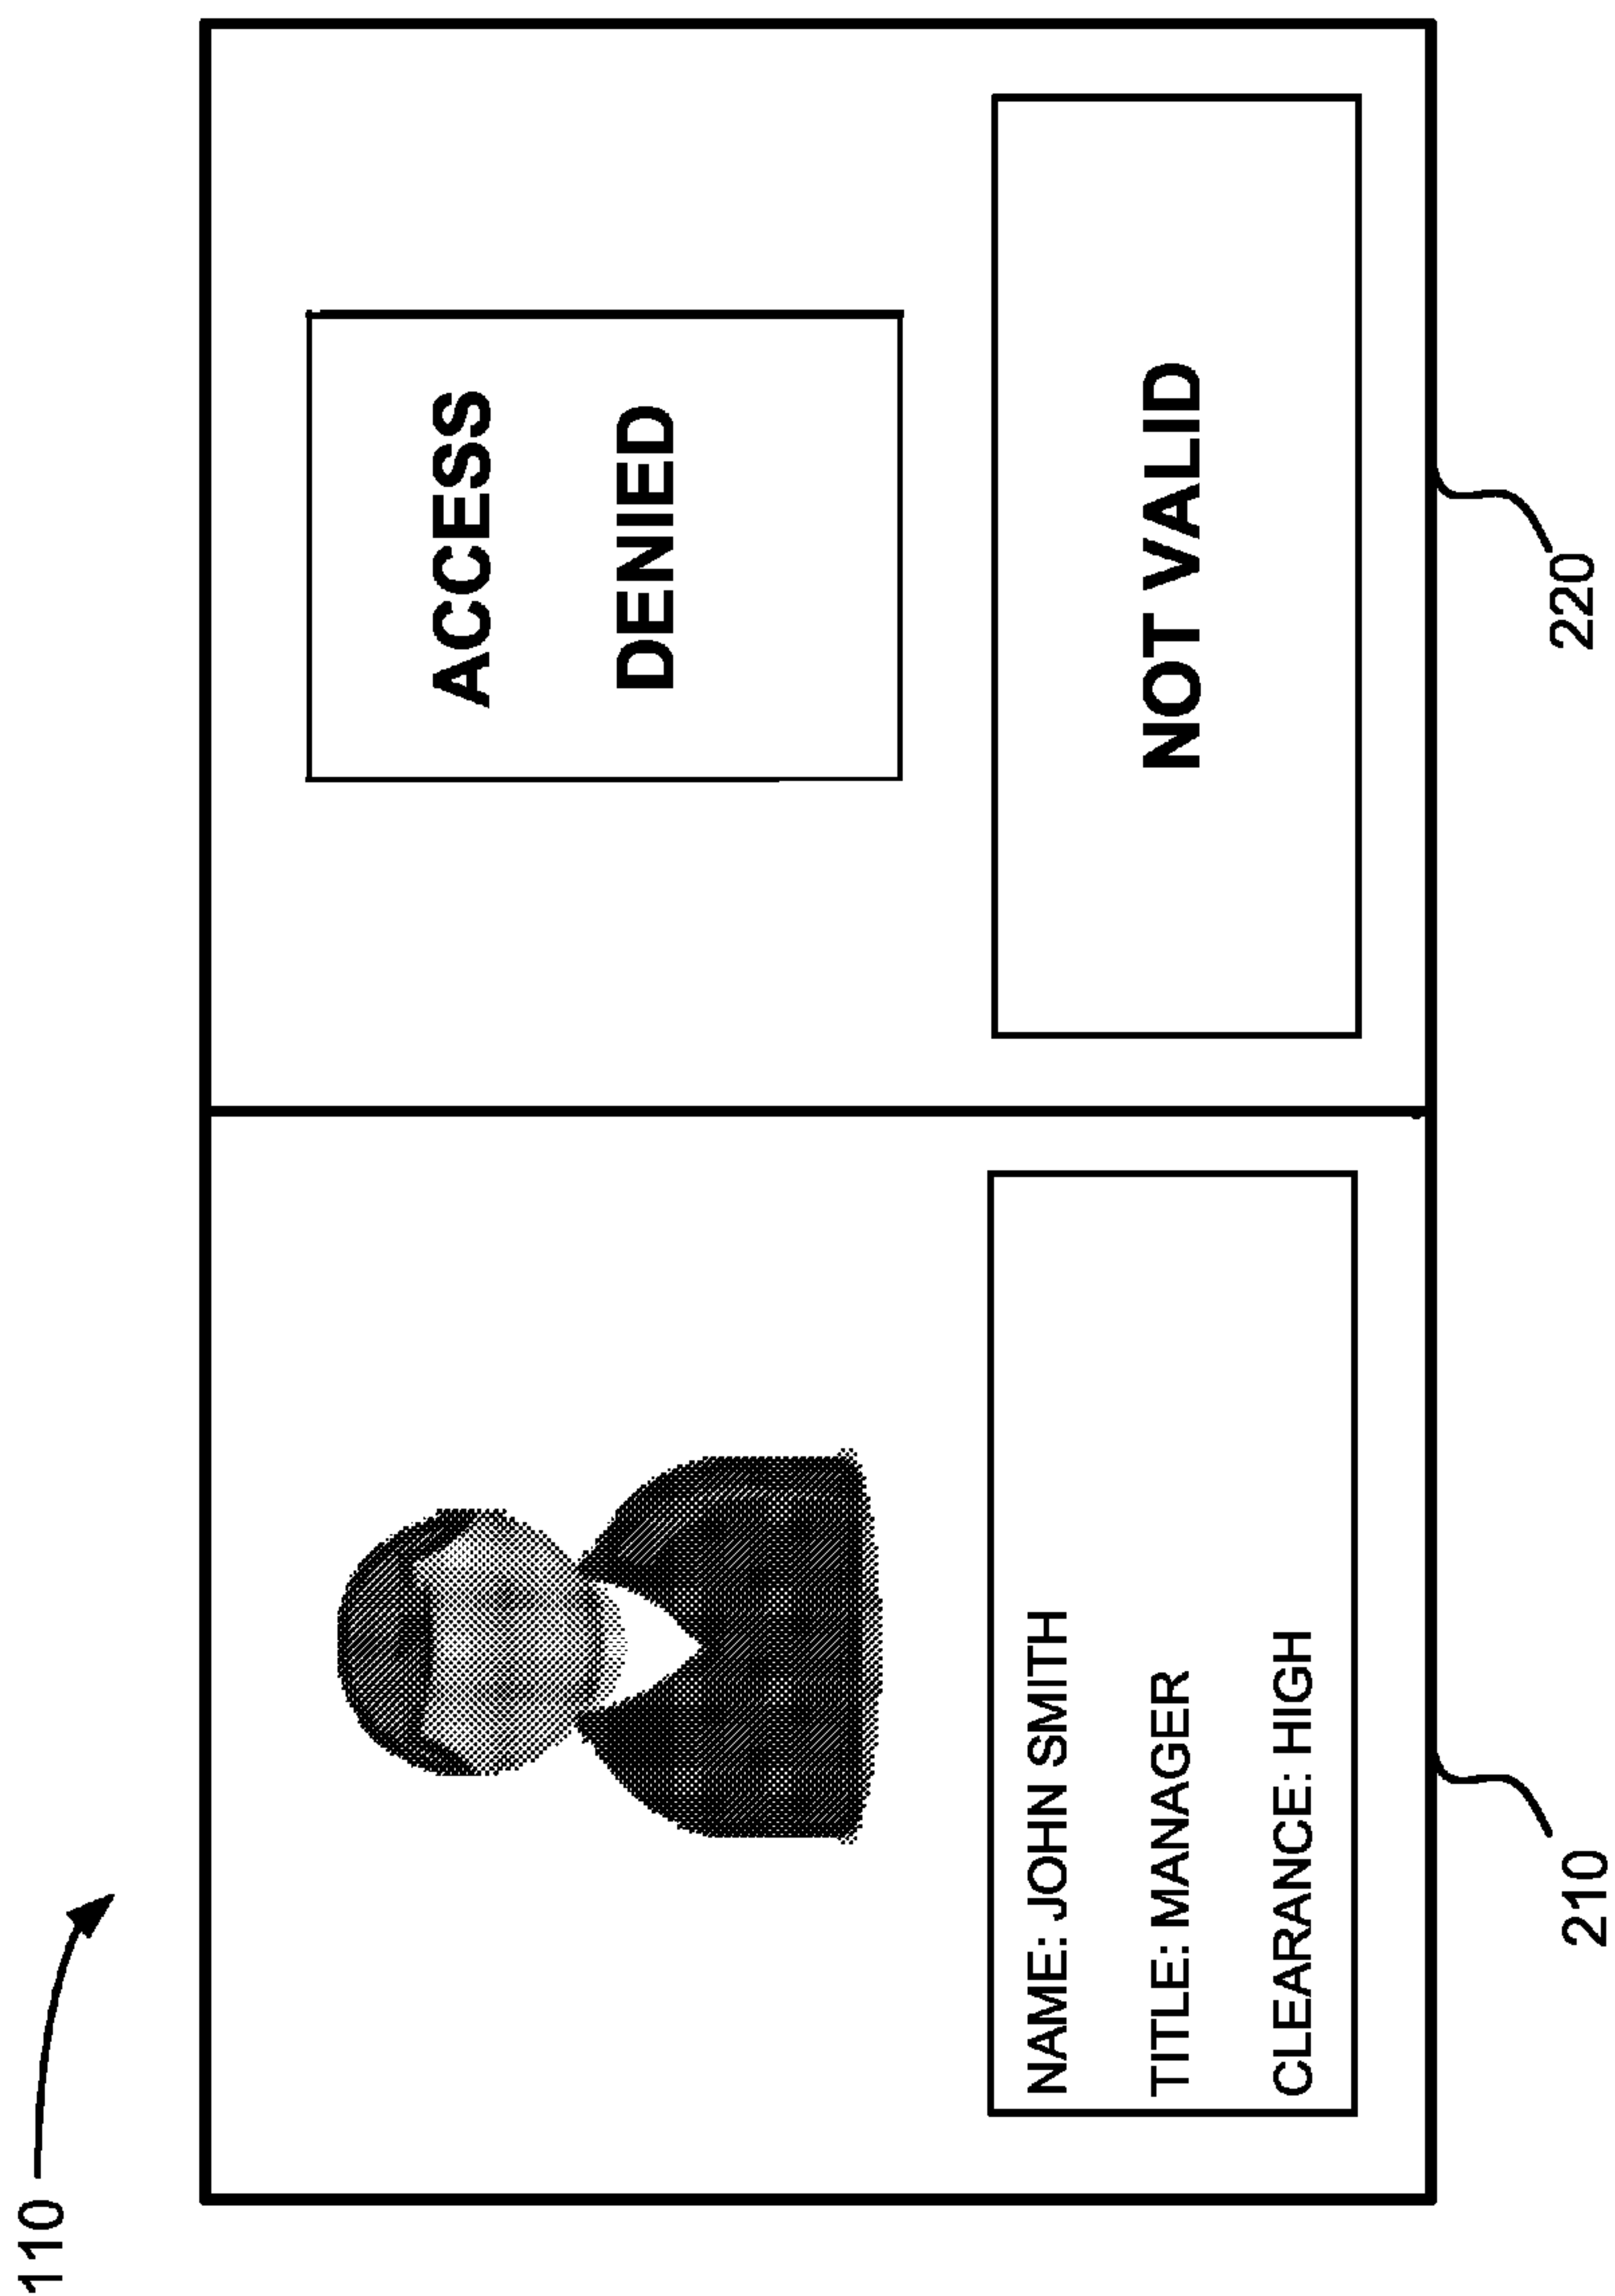 110
NAME: JOHN SMITH
TITLE: MANAGER
CLEARANCE: HIGH
210
ACCESS
DENIED
NOT VALID
220